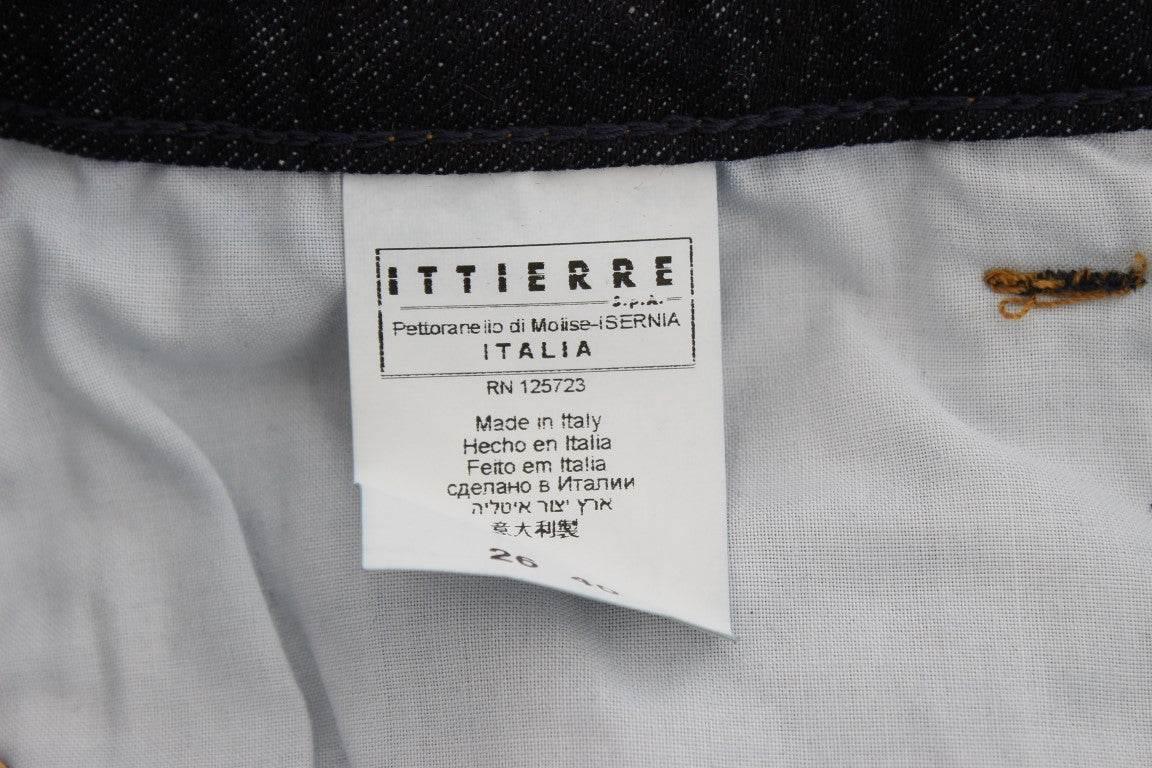 ITTIERRE
S.p.A.
Pettoranello di Molise-ISERNIA
ITALIA
RN 125723
Made in Italy
Hecho en Italia
Feito em Italia
сделано в Италии
ארץ יצור איטליה
意大利製
26